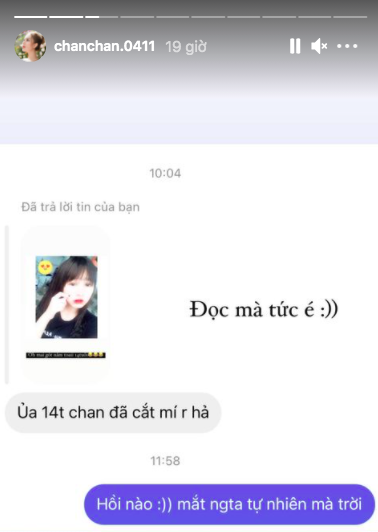 chanchan.0411 19 giờ
10:04
Đã trả lời tin của bạn
Đọc mà tức é :))
Ủa 14t chan đã cắt mí r hả
11:58
Hồi nào :)) mắt ngta tự nhiên mà trời